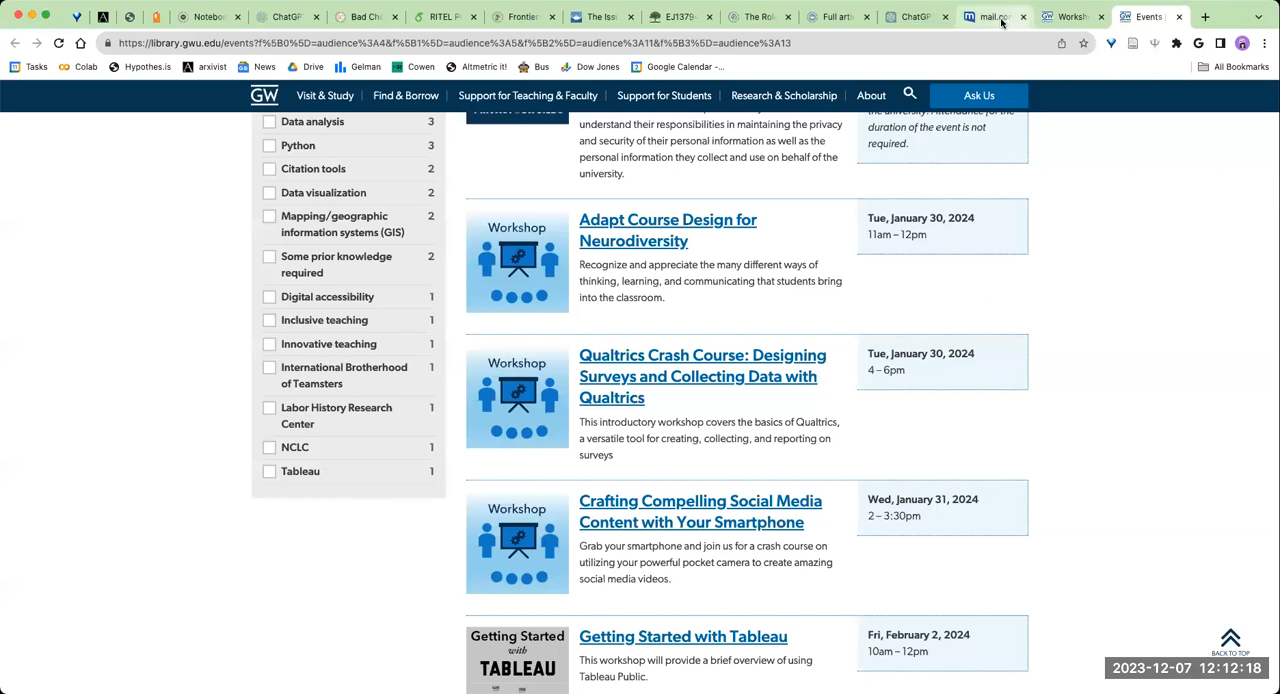 Noteboo
ChatGP
Bad Ch
RITEL P
Frontier
The Iss
EJ1379
The Rol
Full arti
ChatGP
mail.co
Worksh
Events |
https://library.gwu.edu/events?f%5B0%5D=audience%3A4&f%5B1%5D=audience%3A5&f%5B2%5D=audience%3A11&f%5B3%5D=audience%3A13
Tasks
Colab
Hypothes.is
arxivist
News
Drive
Gelman
Cowen
Altmetric it!
Bus
Dow Jones
Google Calendar -...
All Bookmarks
GW
Visit & Study
Find & Borrow
Support for Teaching & Faculty
Support for Students
Research & Scholarship
About
Ask Us
Data analysis 3
Python 3
Citation tools 2
Data visualization 2
Mapping/geographic 2
information systems (GIS)
Some prior knowledge 2
required
Digital accessibility 1
Inclusive teaching 1
Innovative teaching 1
International Brotherhood 1
of Teamsters
Labor History Research 1
Center
NCLC 1
Tableau 1
understand their responsibilities in maintaining the privacy
and security of their personal information as well as the
personal information they collect and use on behalf of the
university.
the university. Attendance for the
duration of the event is not
required.
Workshop
Adapt Course Design for
Neurodiversity
Recognize and appreciate the many different ways of
thinking, learning, and communicating that students bring
into the classroom.
Tue, January 30, 2024
11am – 12pm
Workshop
Qualtrics Crash Course: Designing
Surveys and Collecting Data with
Qualtrics
This introductory workshop covers the basics of Qualtrics,
a versatile tool for creating, collecting, and reporting on
surveys
Tue, January 30, 2024
4 – 6pm
Workshop
Crafting Compelling Social Media
Content with Your Smartphone
Grab your smartphone and join us for a crash course on
utilizing your powerful pocket camera to create amazing
social media videos.
Wed, January 31, 2024
2 – 3:30pm
Getting Started
with
TABLEAU
Getting Started with Tableau
This workshop will provide a brief overview of using
Tableau Public.
Fri, February 2, 2024
10am – 12pm
BACK TO TOP
2023-12-07 12:12:18